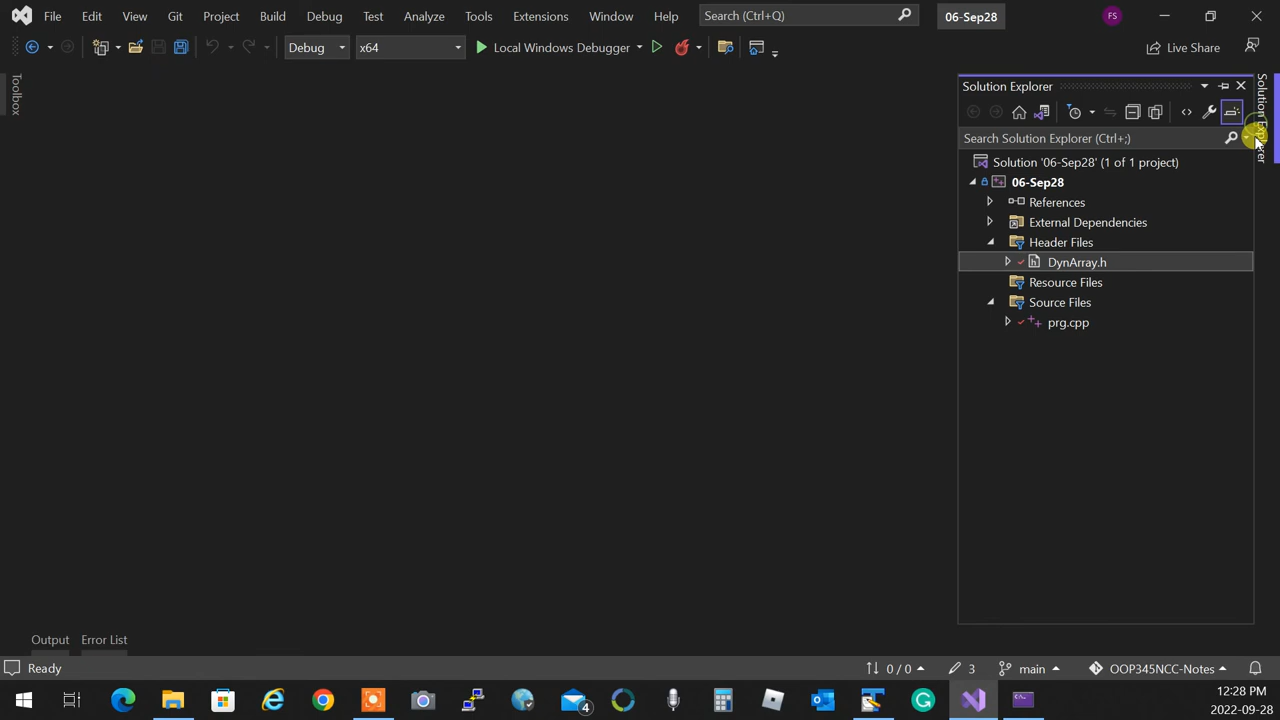 File Edit View Git Project Build Debug Test Analyze Tools Extensions Window Help Search (Ctrl+Q) 06-Sep28 FS
Debug x64 Local Windows Debugger Live Share
Toolbox
Solution Explorer
Solution Explorer
Search Solution Explorer (Ctrl+;)
Solution '06-Sep28' (1 of 1 project)
06-Sep28
References
External Dependencies
Header Files
DynArray.h
Resource Files
Source Files
prg.cpp
Output Error List
Ready 0 / 0 3 main OOP345NCC-Notes
4
12:28 PM
2022-09-28